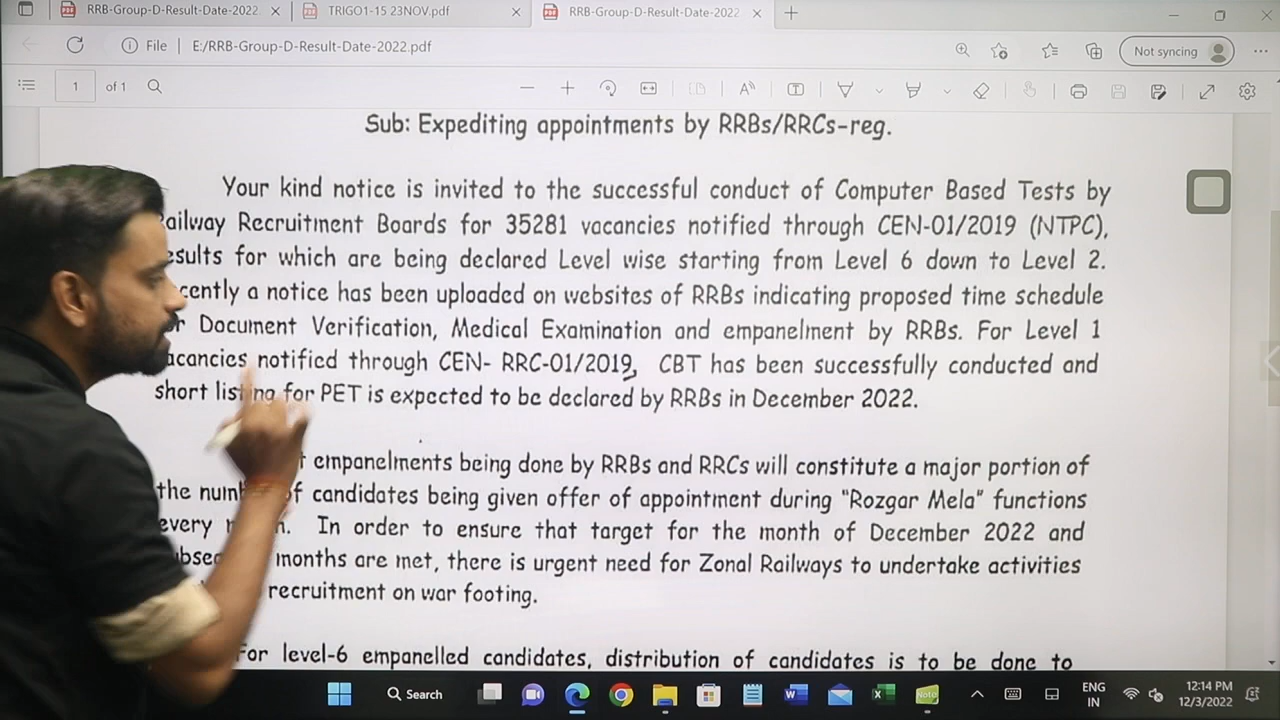 RRB-Group-D-Result-Date-2022.
TRIGO1-15 23NOV.pdf
RRB-Group-D-Result-Date-2022
File | E:/RRB-Group-D-Result-Date-2022.pdf
Not syncing
1 of 1
Sub: Expediting appointments by RRBs/RRCs-reg.
Your kind notice is invited to the successful conduct of Computer Based Tests by
ailway Recruitment Boards for 35281 vacancies notified through CEN-01/2019 (NTPC),
esults for which are being declared Level wise starting from Level 6 down to Level 2.
cently a notice has been uploaded on websites of RRBs indicating proposed time schedule
r Document Verification, Medical Examination and empanelment by RRBs. For Level 1
acancies notified through CEN- RRC-01/2019, CBT has been successfully conducted and
short listing for PET is expected to be declared by RRBs in December 2022.
empanelments being done by RRBs and RRCs will constitute a major portion of
the numb of candidates being given offer of appointment during "Rozgar Mela" functions
every m h. In order to ensure that target for the month of December 2022 and
ubseq months are met, there is urgent need for Zonal Railways to undertake activities
recruitment on war footing.
For level-6 empanelled candidates, distribution of candidates is to be done to
Search
ENG
IN
12:14 PM
12/3/2022